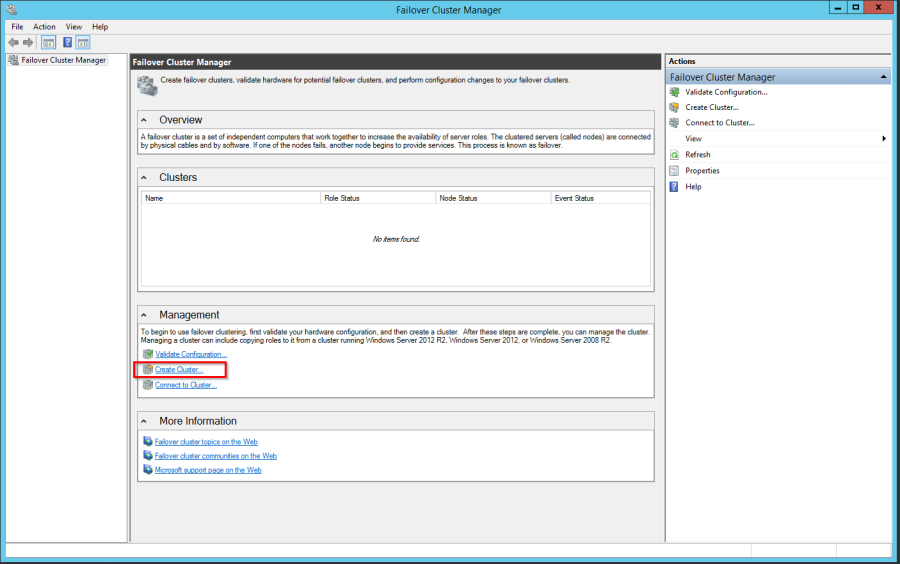 Failover Cluster Manager
File Action View Help
Failover Cluster Manager
Failover Cluster Manager
Create failover clusters, validate hardware for potential failover clusters, and perform configuration changes to your failover clusters.
Overview
A failover cluster is a set of independent computers that work together to increase the availability of server roles. The clustered servers (called nodes) are connected
by physical cables and by software. If one of the nodes fails, another node begins to provide services. This process is known as failover.
Clusters
Name Role Status Node Status Event Status
No items found.
Management
To begin to use failover clustering, first validate your hardware configuration, and then create a cluster. After these steps are complete, you can manage the cluster.
Managing a cluster can include copying roles to it from a cluster running Windows Server 2012 R2, Windows Server 2012, or Windows Server 2008 R2.
Validate Configuration...
Create Cluster...
Connect to Cluster...
More Information
Failover cluster topics on the Web
Failover cluster communities on the Web
Microsoft support page on the Web
Actions
Failover Cluster Manager
Validate Configuration...
Create Cluster...
Connect to Cluster...
View
Refresh
Properties
Help